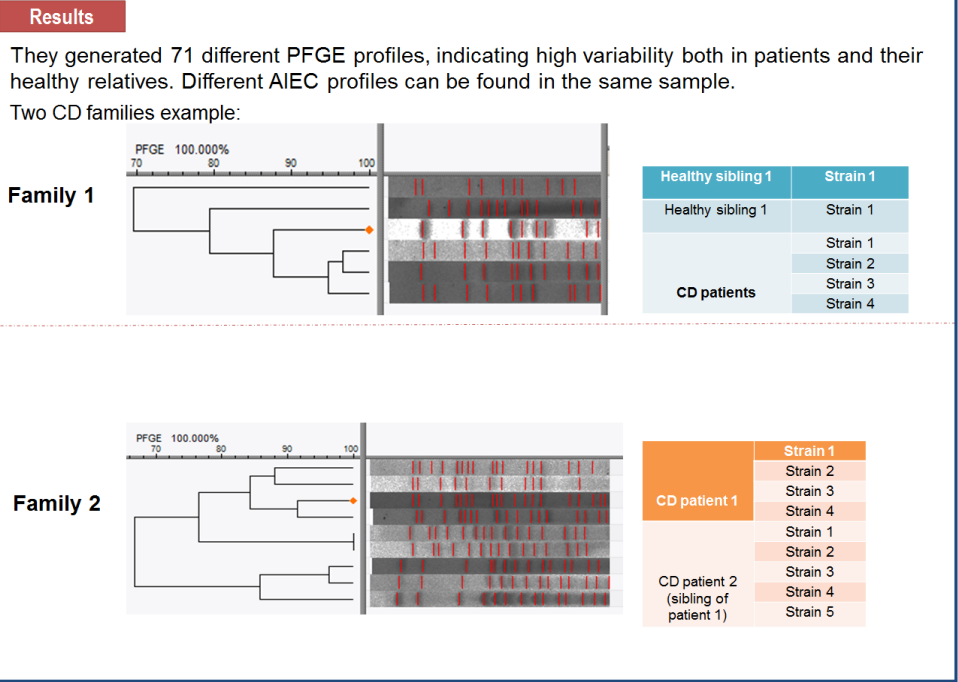 Results
They generated 71 different PFGE profiles, indicating high variability both in patients and their
healthy relatives. Different AIEC profiles can be found in the same sample.
Two CD families example:
PFGE 100.000%
70 80 90 100
Family 1
Healthy sibling 1 Strain 1
Healthy sibling 1 Strain 1
Strain 1
Strain 2
Strain 3
CD patients
Strain 4
PFGE 100.000%
70 80 90 100
Family 2
Strain 1
Strain 2
Strain 3
CD patient 1
Strain 4
Strain 1
Strain 2
Strain 3
CD patient 2
(sibling of
patient 1)
Strain 4
Strain 5